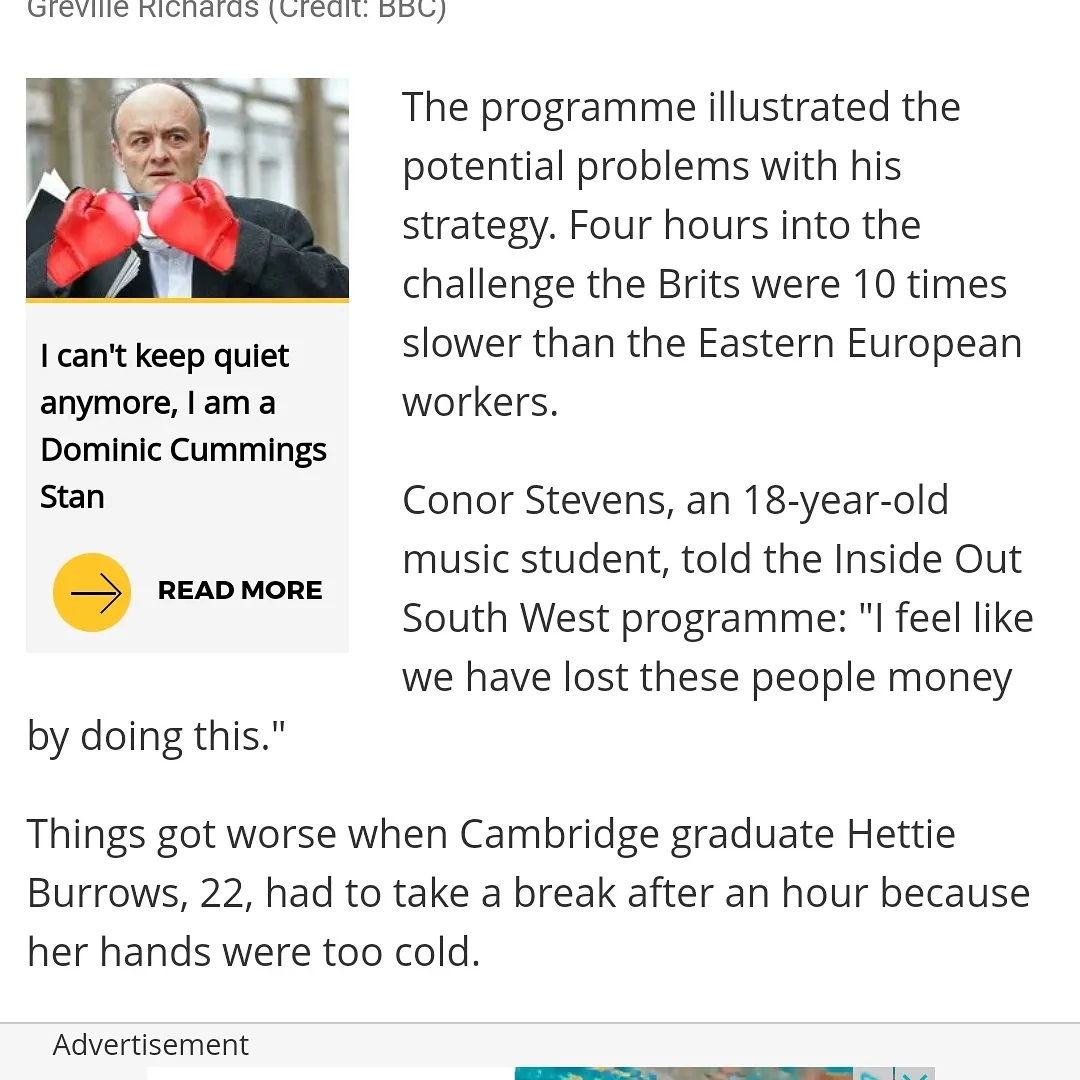 Greville Richards (Credit: BBC)
I can't keep quiet
anymore, I am a
Dominic Cummings
Stan
READ MORE
The programme illustrated the
potential problems with his
strategy. Four hours into the
challenge the Brits were 10 times
slower than the Eastern European
workers.
Conor Stevens, an 18-year-old
music student, told the Inside Out
South West programme: "I feel like
we have lost these people money
by doing this."
Things got worse when Cambridge graduate Hettie
Burrows, 22, had to take a break after an hour because
her hands were too cold.
Advertisement